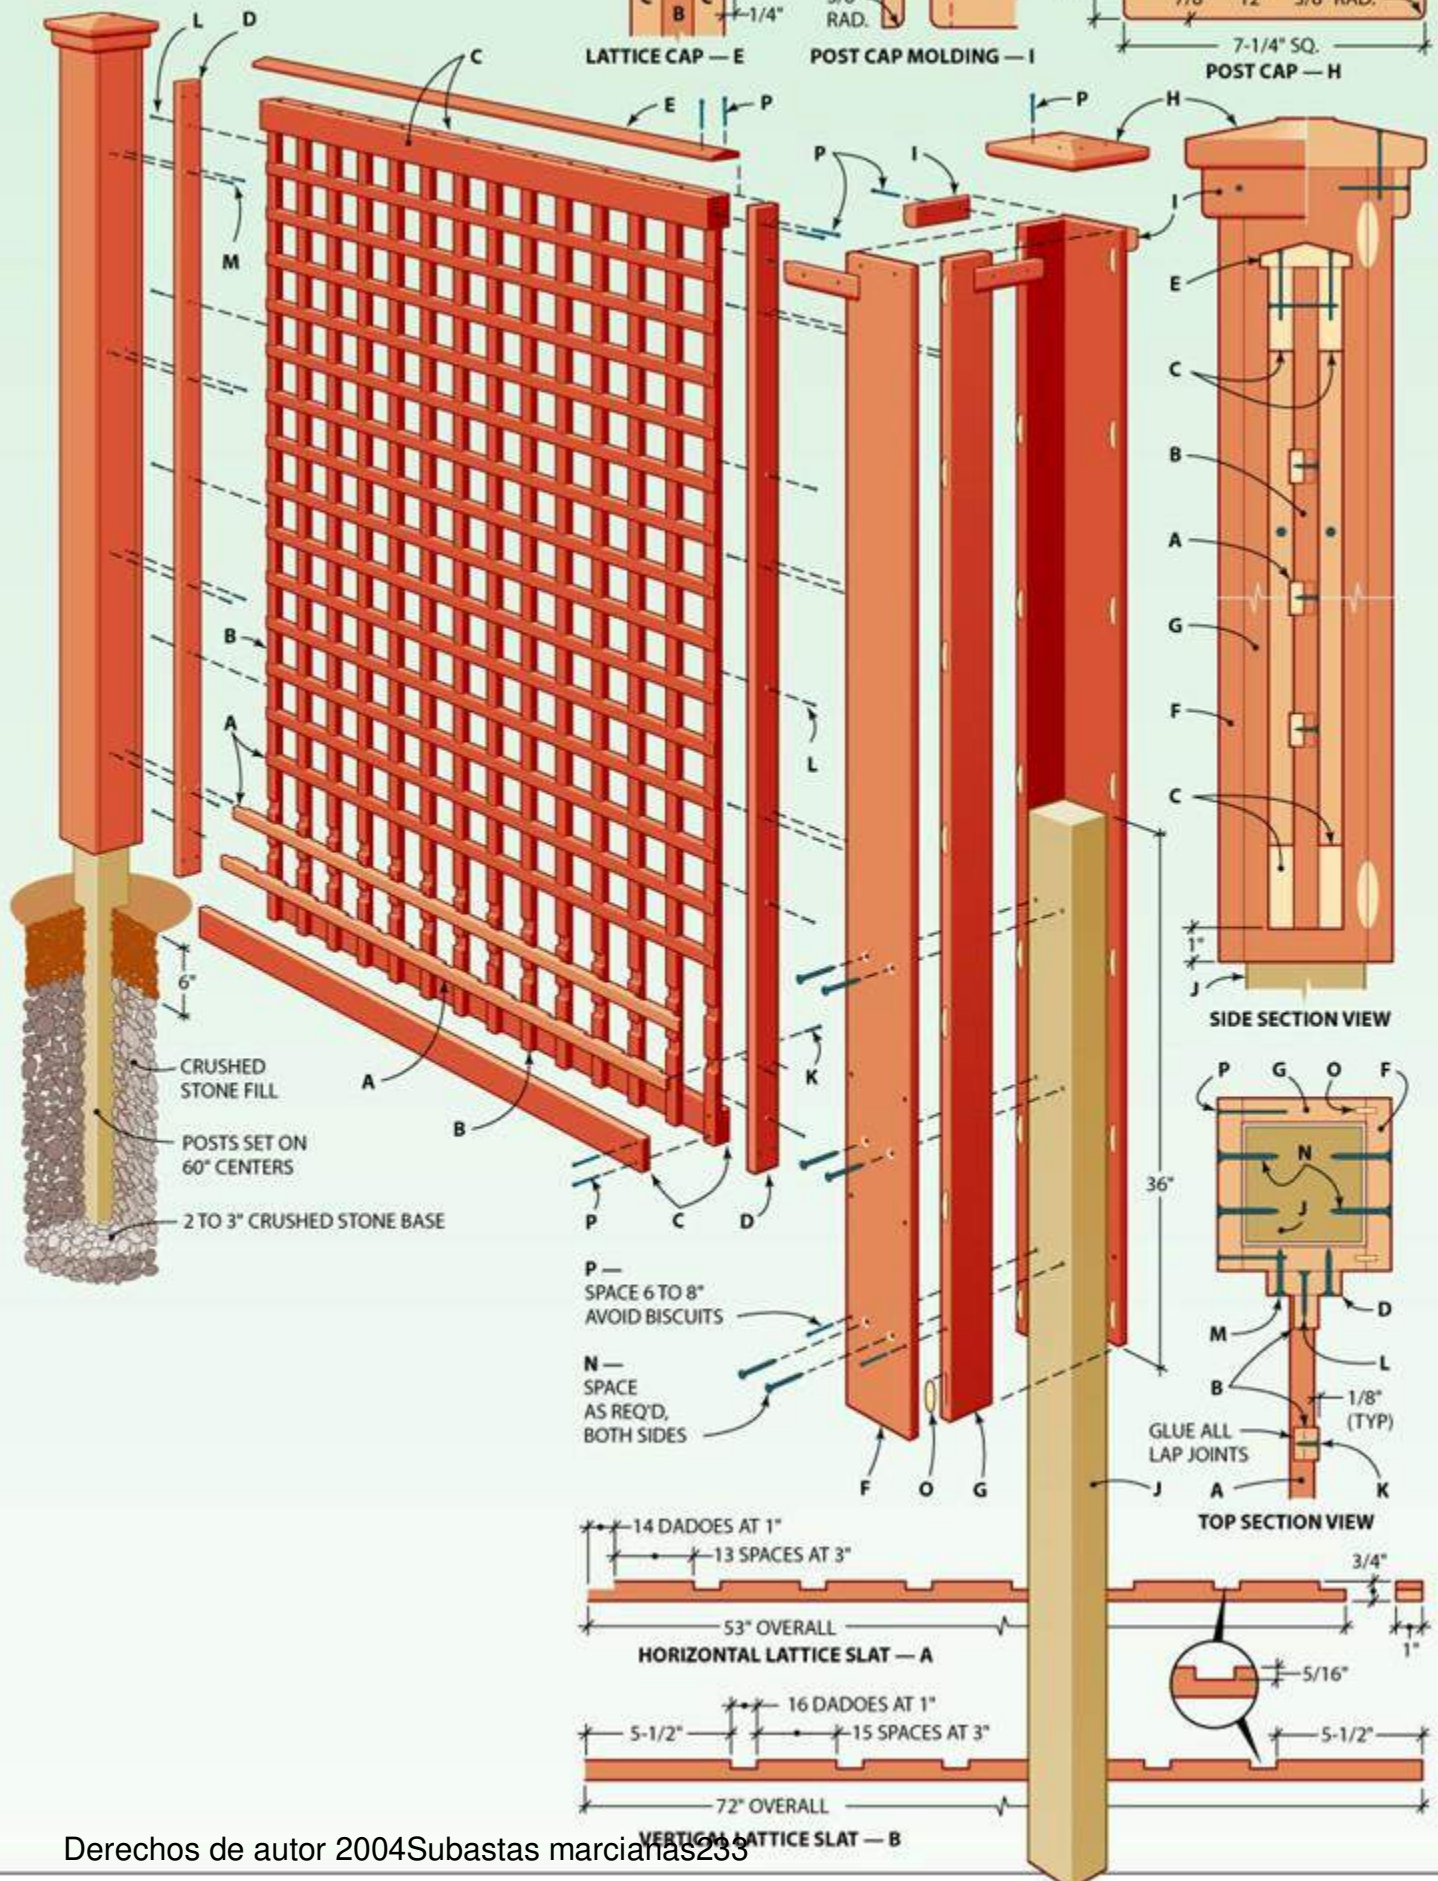 L
D
C
E
P
C
B
C
1/4"
LATTICE CAP — E
RAD.
POST CAP MOLDING — I
7-1/4" SQ.
POST CAP — H
P
H
P
I
I
M
E
C
B
A
G
F
C
1"
J
SIDE SECTION VIEW
B
A
L
6"
CRUSHED
STONE FILL
POSTS SET ON
60" CENTERS
2 TO 3" CRUSHED STONE BASE
A
B
K
P
C
D
36"
P —
SPACE 6 TO 8"
AVOID BISCUITS
N —
SPACE
AS REQ'D,
BOTH SIDES
F
O
G
J
P
G
O
F
N
J
D
M
L
B
1/8"
(TYP)
GLUE ALL
LAP JOINTS
A
K
TOP SECTION VIEW
14 DADOES AT 1"
13 SPACES AT 3"
3/4"
53" OVERALL
1"
HORIZONTAL LATTICE SLAT — A
5/16"
16 DADOES AT 1"
5-1/2"
15 SPACES AT 3"
5-1/2"
72" OVERALL
VERTICAL LATTICE SLAT — B
Derechos de autor 2004Subastas marcianas233